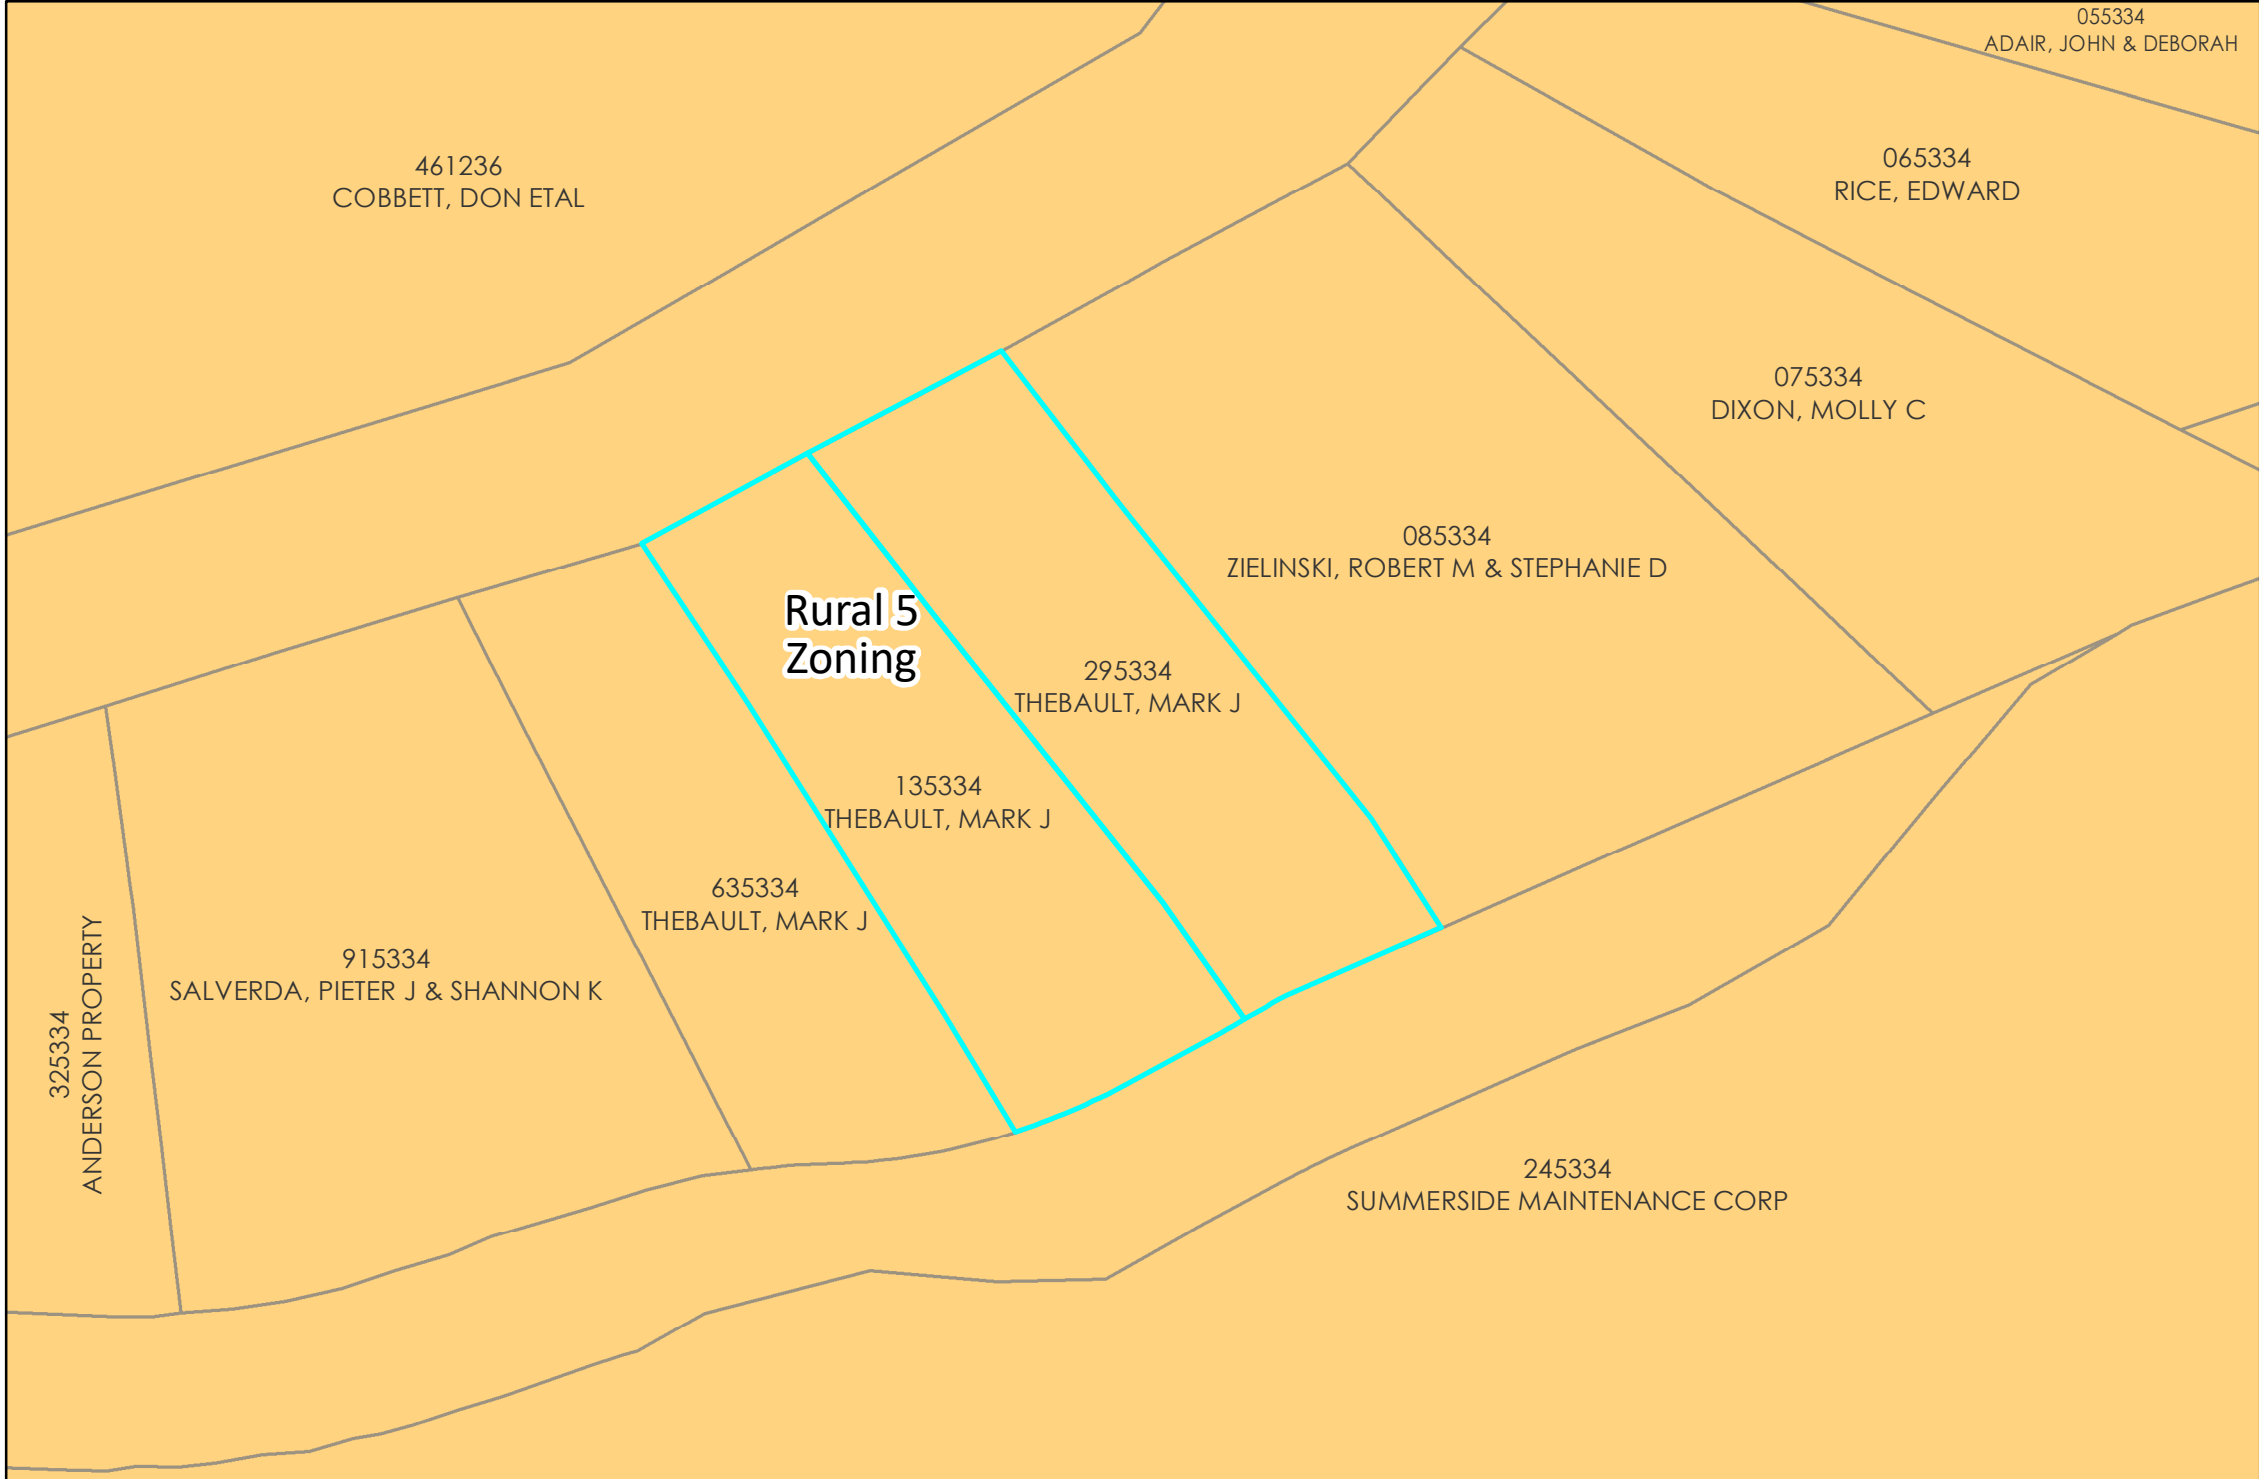 055334
ADAIR, JOHN & DEBORAH
461236
COBBETT, DON ETAL
065334
RICE, EDWARD
075334
DIXON, MOLLY C
085334
ZIELINSKI, ROBERT M & STEPHANIE D
Rural 5
Zoning
295334
THEBAULT, MARK J
135334
THEBAULT, MARK J
635334
THEBAULT, MARK J
915334
SALVERDA, PIETER J & SHANNON K
325334
ANDERSON PROPERTY
245334
SUMMERSIDE MAINTENANCE CORP